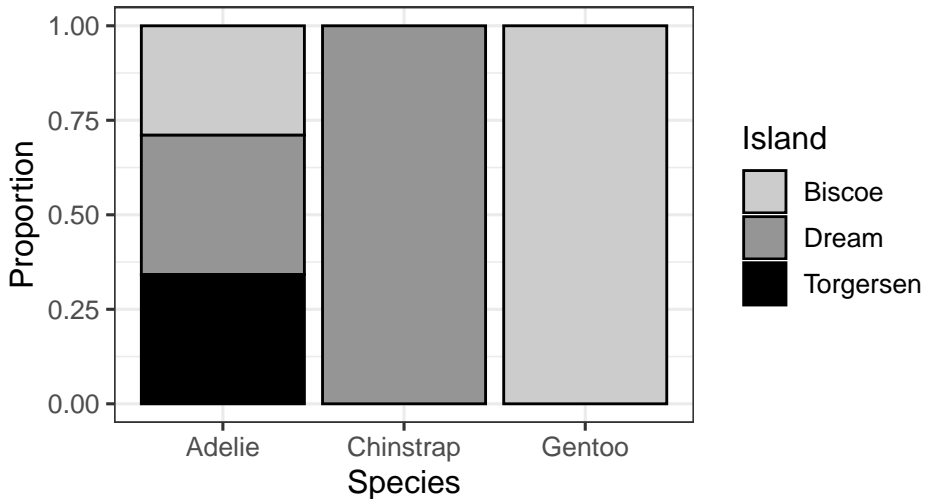 1.00
0.75
0.50
0.25
0.00
Proportion
Adelie Chinstrap Gentoo
Species
Island
Biscoe
Dream
Torgersen